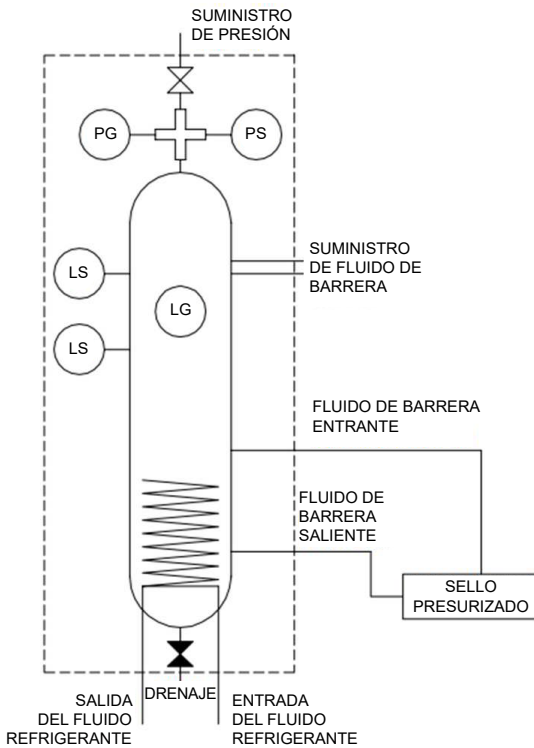 SUMINISTRO
DE PRESIÓN
PG
PS
LS
LG
LS
SUMINISTRO
DE FLUIDO DE
BARRERA
FLUIDO DE BARRERA
ENTRANTE
FLUIDO DE
BARRERA
SALIENTE
SELLO
PRESURIZADO
DRENAJE
SALIDA
DEL FLUIDO
REFRIGERANTE
ENTRADA
DEL FLUIDO
REFRIGERANTE